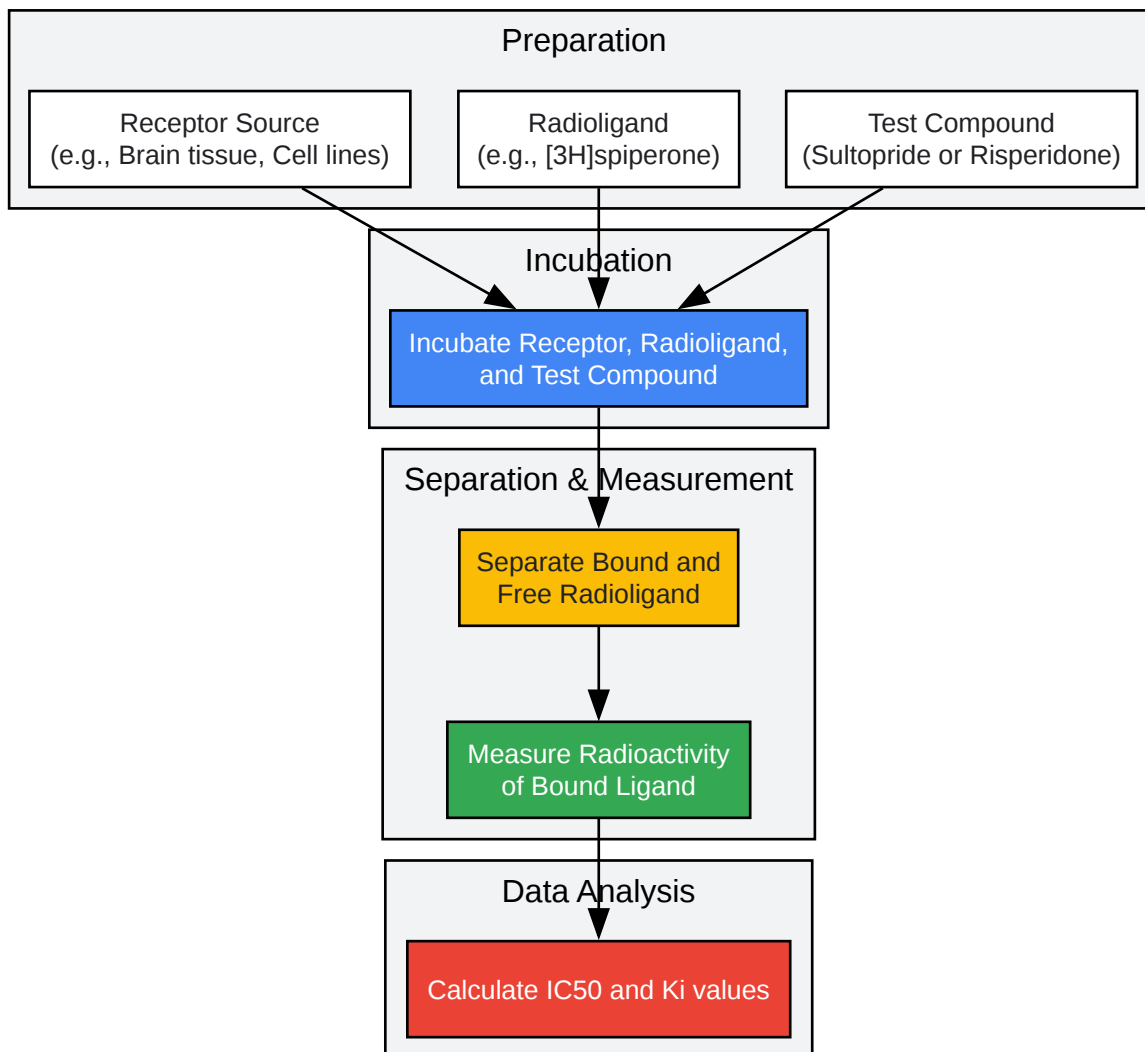 Preparation
Receptor Source
(e.g., Brain tissue, Cell lines)
Radioligand
(e.g., [3H]spiperone)
Test Compound
(Sultopride or Risperidone)
Incubation
Incubate Receptor, Radioligand,
and Test Compound
Separation & Measurement
Separate Bound and
Free Radioligand
Measure Radioactivity
of Bound Ligand
Data Analysis
Calculate IC50 and Ki values